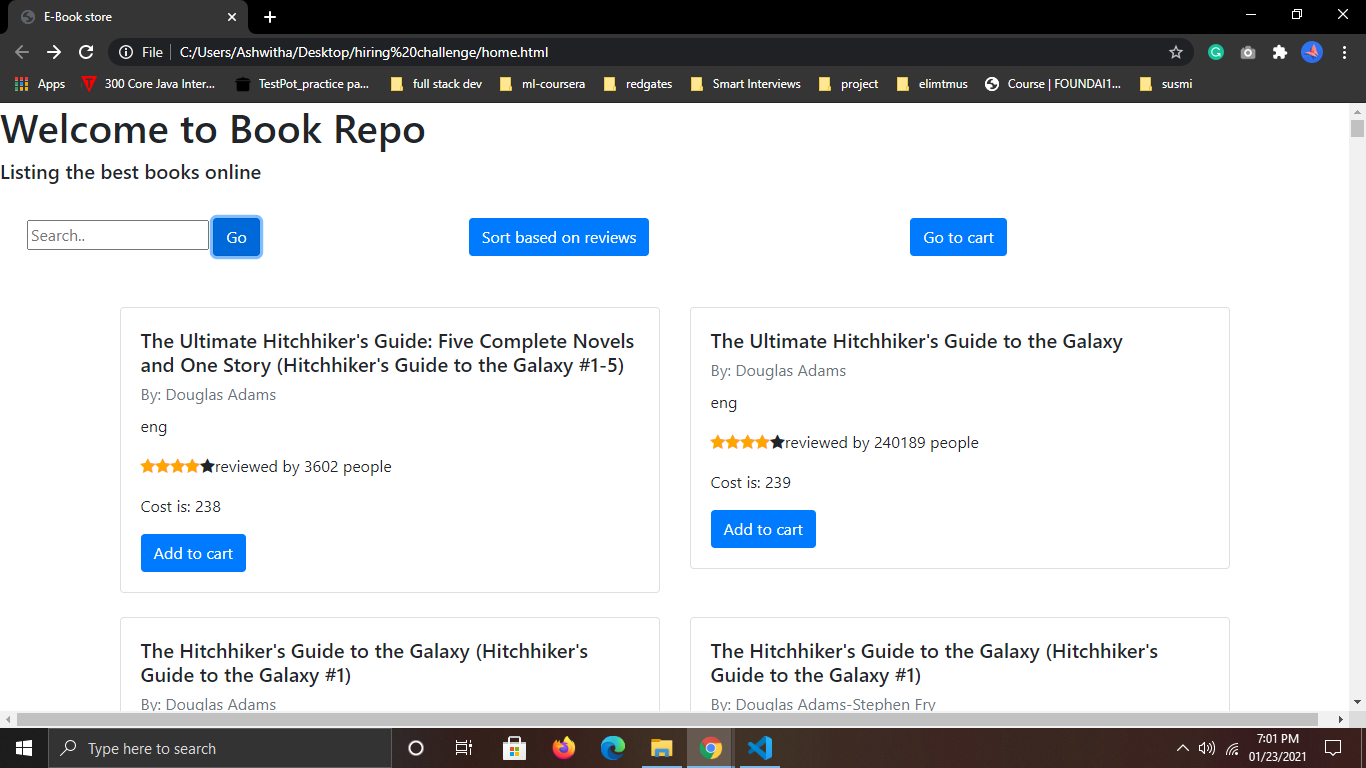 E-Book store
File
C:/Users/Ashwitha/Desktop/hiring%20challenge/home.html
Apps
300 Core Java Inter...
TestPot_practice pa...
full stack dev
ml-coursera
redgates
Smart Interviews
project
elimtmus
Course | FOUNDAI1...
susmi
Welcome to Book Repo
Listing the best books online
Search..
Go
Sort based on reviews
Go to cart
The Ultimate Hitchhiker's Guide: Five Complete Novels
and One Story (Hitchhiker's Guide to the Galaxy #1-5)
By: Douglas Adams
eng
reviewed by 3602 people
Cost is: 238
Add to cart
The Ultimate Hitchhiker's Guide to the Galaxy
By: Douglas Adams
eng
reviewed by 240189 people
Cost is: 239
Add to cart
The Hitchhiker's Guide to the Galaxy (Hitchhiker's
Guide to the Galaxy #1)
By: Douglas Adams
The Hitchhiker's Guide to the Galaxy (Hitchhiker's
Guide to the Galaxy #1)
By: Douglas Adams-Stephen Fry
Type here to search
7:01 PM
01/23/2021